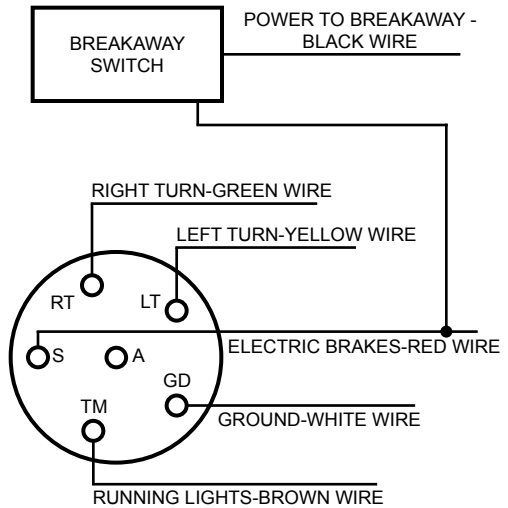 POWER TO BREAKAWAY -
BLACK WIRE
BREAKAWAY
SWITCH
RIGHT TURN-GREEN WIRE
LEFT TURN-YELLOW WIRE
RT
LT
S
A
ELECTRIC BRAKES-RED WIRE
GD
TM
GROUND-WHITE WIRE
RUNNING LIGHTS-BROWN WIRE